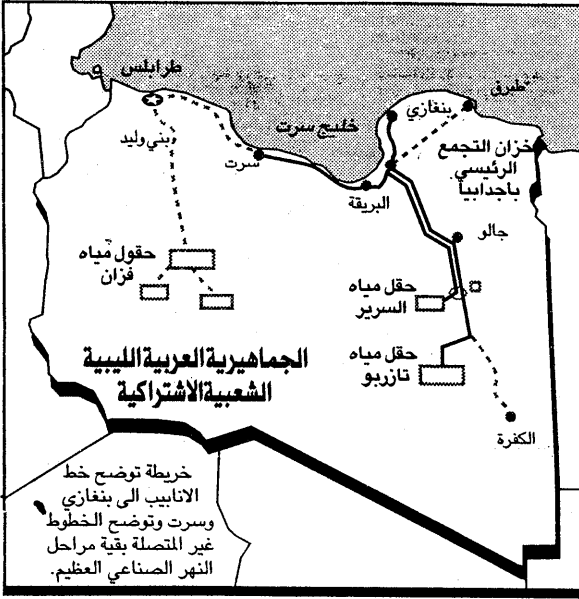 طرابلس
طبرق
بنغازي
خليج سرت
بني وليد
سرت
خزان التجمع
الرئيسي
باجدابيا
البريقة
جالو
حقول مياه
فزان
حقل مياه
السرير
الجماهيرية العربية الليبية
الشعبية الاشتراكية
حقل مياه
تازربو
الكفرة
خريطة توضح خط
الانابيب الى بنغازي
وسرت وتوضح الخطوط
غير المتصلة بقية مراحل
النهر الصناعي العظيم.